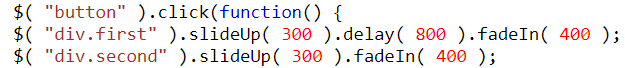 $( "button" ).click(function() {
$( "div.first" ).slideUp( 300 ).delay( 800 ).fadeIn( 400 );
$( "div.second" ).slideUp( 300 ).fadeIn( 400 );